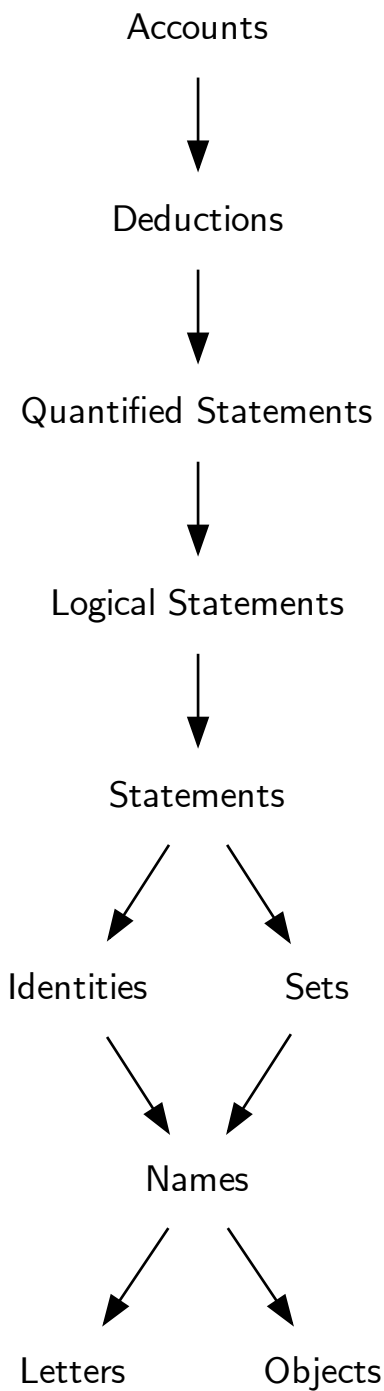 Accounts
Deductions
Quantified Statements
Logical Statements
Statements
Identities
Sets
Names
Letters
Objects